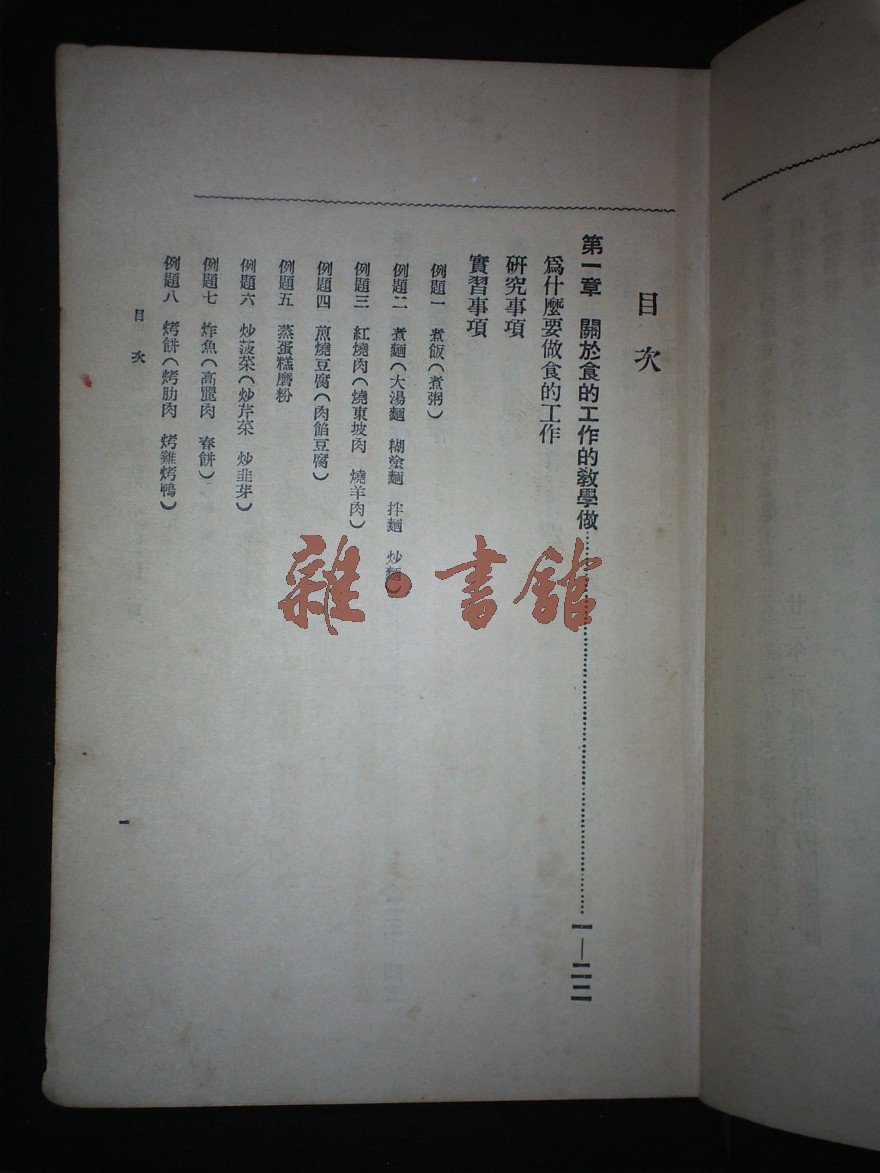 目次
第一章 關於食的工作的敎學做……一—二二
爲什麼要做食的工作
硏究事項
實習事項
例題一 煮飯(煮粥)
例題二 煮麵(大湯麵 糊塗麵 拌麵 炒麵)
例題三 紅燒肉(燒東坡肉 燒羊肉)
例題四 煎燒豆腐(肉餡豆腐)
例題五 蒸蛋糕磨粉
例題六 炒菠菜(炒芹菜 炒韭芽)
例題七 炸魚(高麗肉 春餅)
例題八 烤餅(烤肋肉 烤雞烤鴨)
目次
一
雜·書館